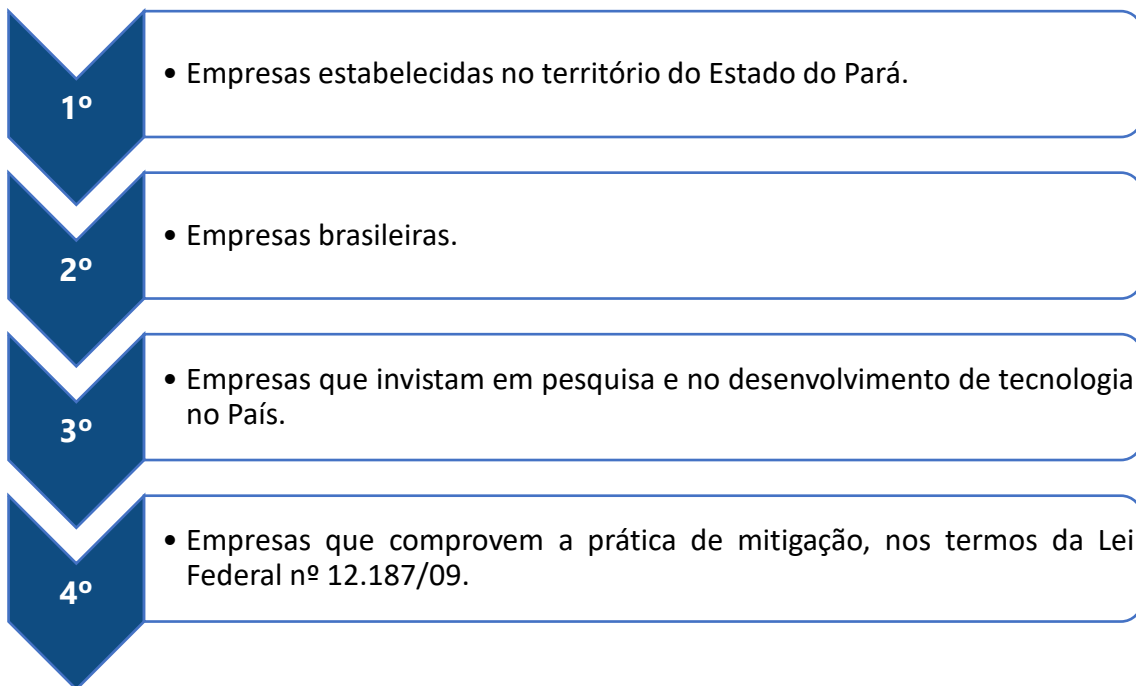 1º
• Empresas estabelecidas no território do Estado do Pará.
2º
• Empresas brasileiras.
3º
• Empresas que invistam em pesquisa e no desenvolvimento de tecnologia
no País.
4º
• Empresas que comprovem a prática de mitigação, nos termos da Lei
Federal nº 12.187/09.